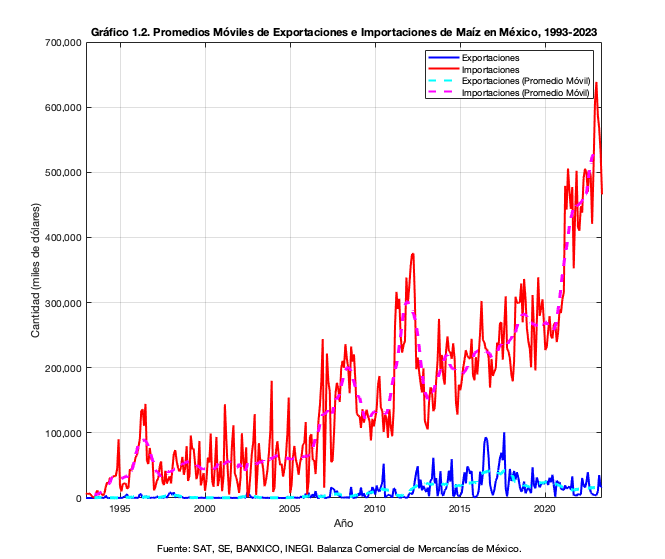 Gráfico 1.2. Promedios Móviles de Exportaciones e Importaciones de Maíz en México, 1993-2023
700,000
Exportaciones
Importaciones
Exportaciones (Promedio Móvil)
Importaciones (Promedio Móvil)
600,000
500,000
400,000
300,000
200,000
100,000
0
Cantidad (miles de dólares)
1995
2000
2005
2010
2015
2020
Año
Fuente: SAT, SE, BANXICO, INEGI. Balanza Comercial de Mercancías de México.